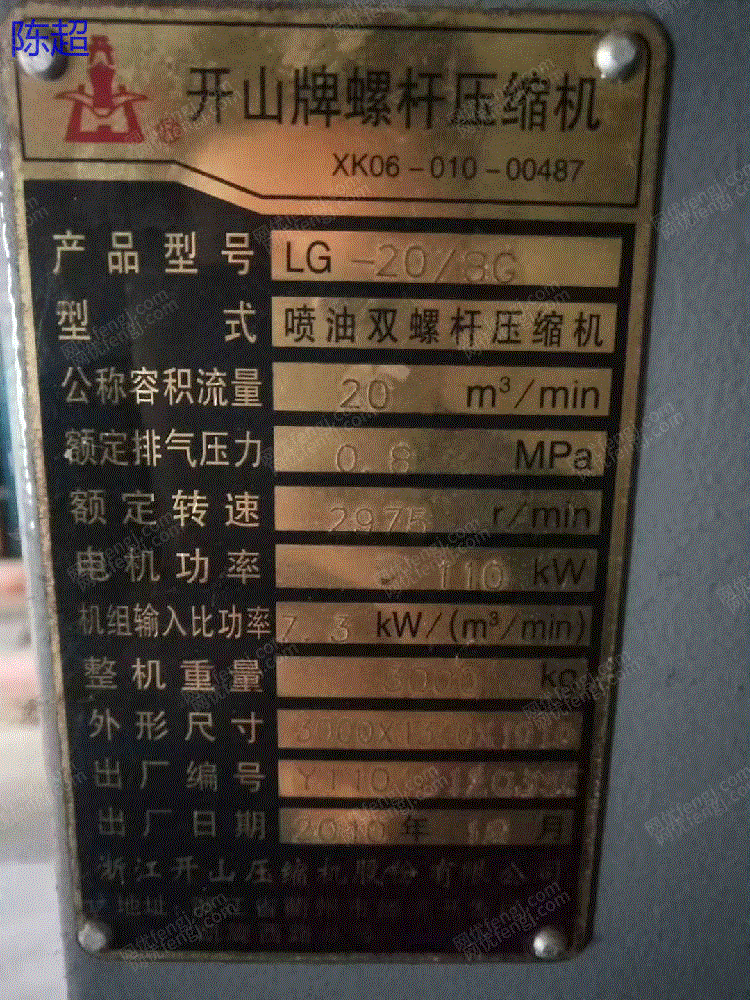 陈超
开山牌螺杆压缩机
XK06-010-00487
产品型号 LG-20/8G
型式 喷油双螺杆压缩机
公称容积流量 20 m³/min
额定排气压力 0.8 MPa
额定转速 2975 r/min
电机功率 110 kW
机组输入比功率 7.3 kW/(m³/min)
整机重量 kg
外形尺寸
出厂编号
出厂日期 2010年 月
浙江开山压缩机股份有限公司